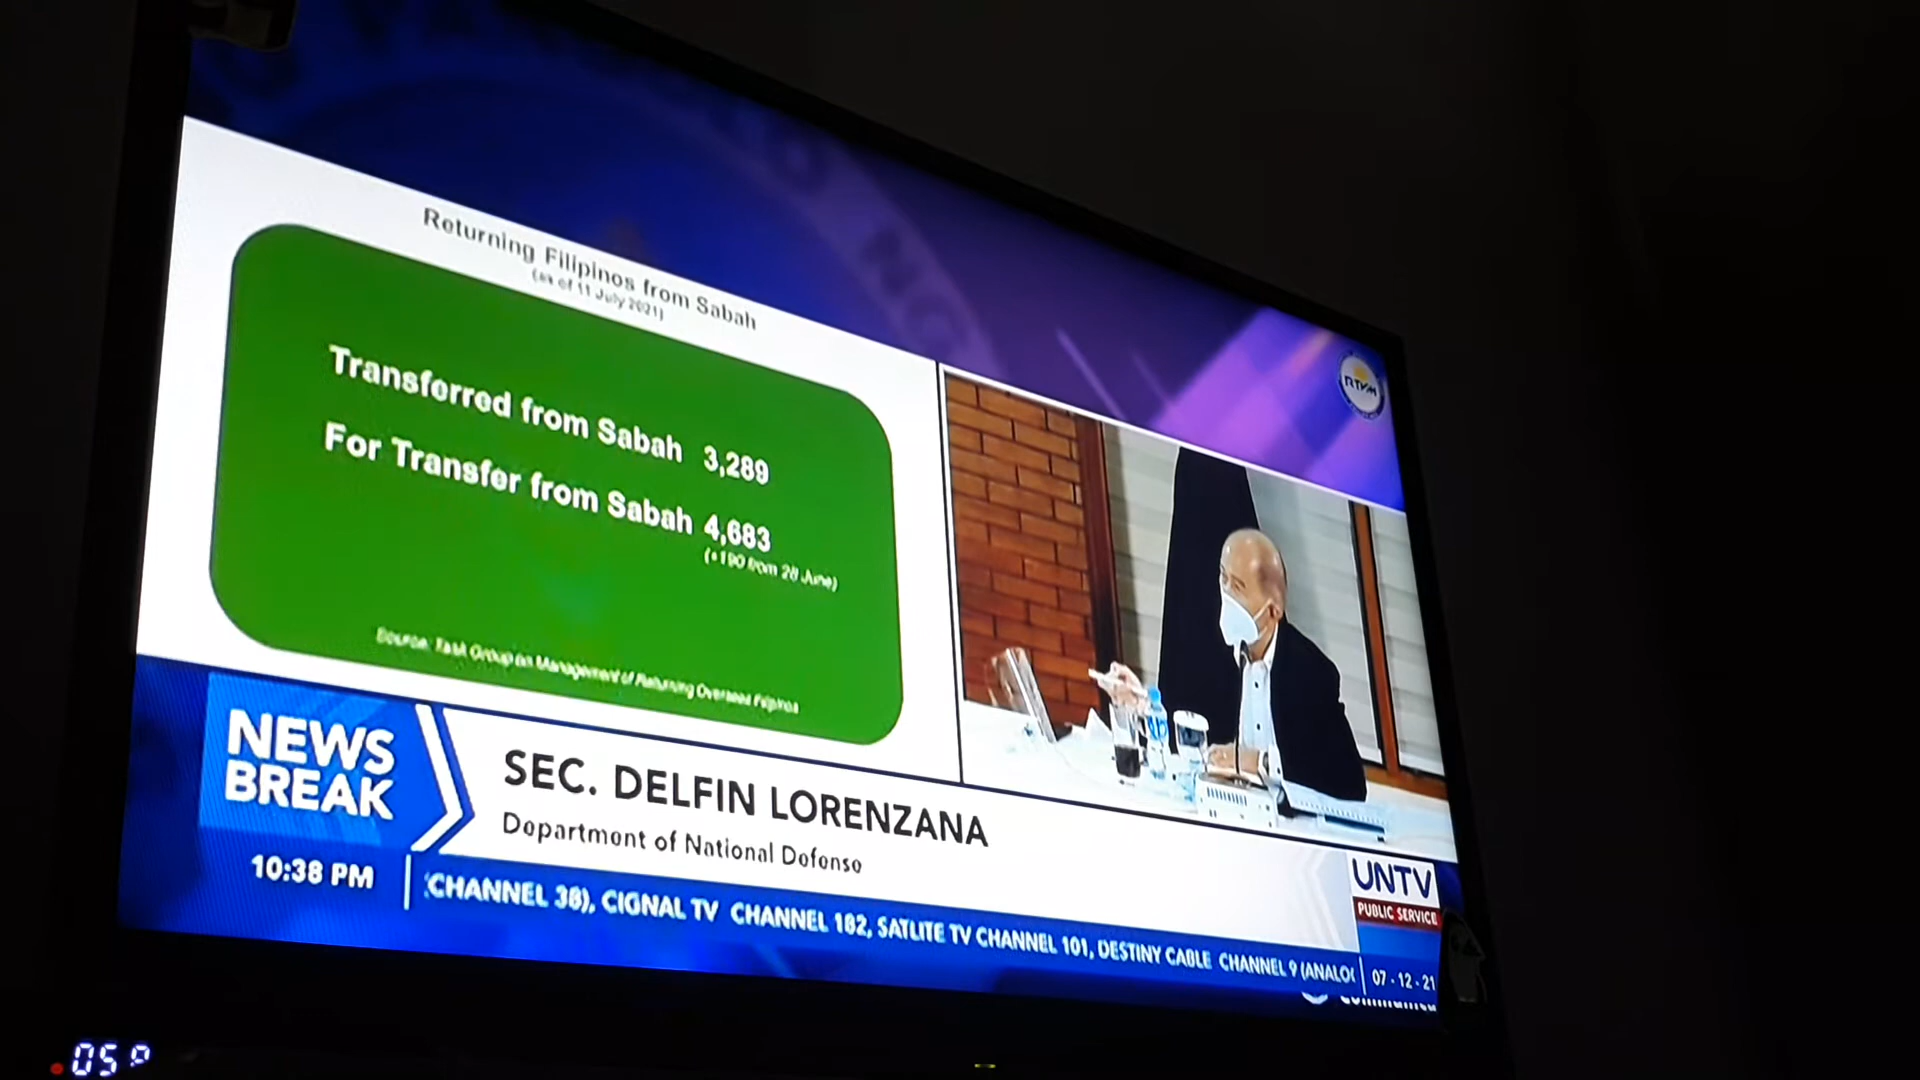 Returning Filipinos from Sabah
(as of 11 July 2021)
Transferred from Sabah 3,289
For Transfer from Sabah 4,683
(+190 from 28 June)
Source: Task Group on Management of Returning Overseas Filipinos
RTVM
NEWS
BREAK
SEC. DELFIN LORENZANA
Department of National Defense
UNTV
PUBLIC SERVICE
10:38 PM
CHANNEL 38), CIGNAL TV CHANNEL 182, SATLITE TV CHANNEL 101, DESTINY CABLE CHANNEL 9 (ANALO
07-12-21
05